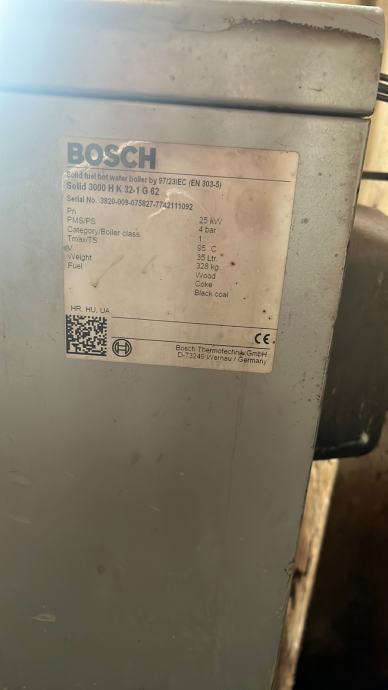 BOSCH
Solid fuel hot water boiler by 97/23/EC (EN 303-5)
Solid 3000 H K 32-1 G 62
Serial No. 3820-009-075827-7742111092
Pn 25 kW
PMS/PS 4 bar
Category/Boiler class 1
Tmax/TS 95 C
V 35 Ltr.
Weight 328 kg
Fuel Wood
Coke
Black coal
HR, HU, UA
CE
Bosch Thermotechnik GmbH
D-73249 Wernau / Germany